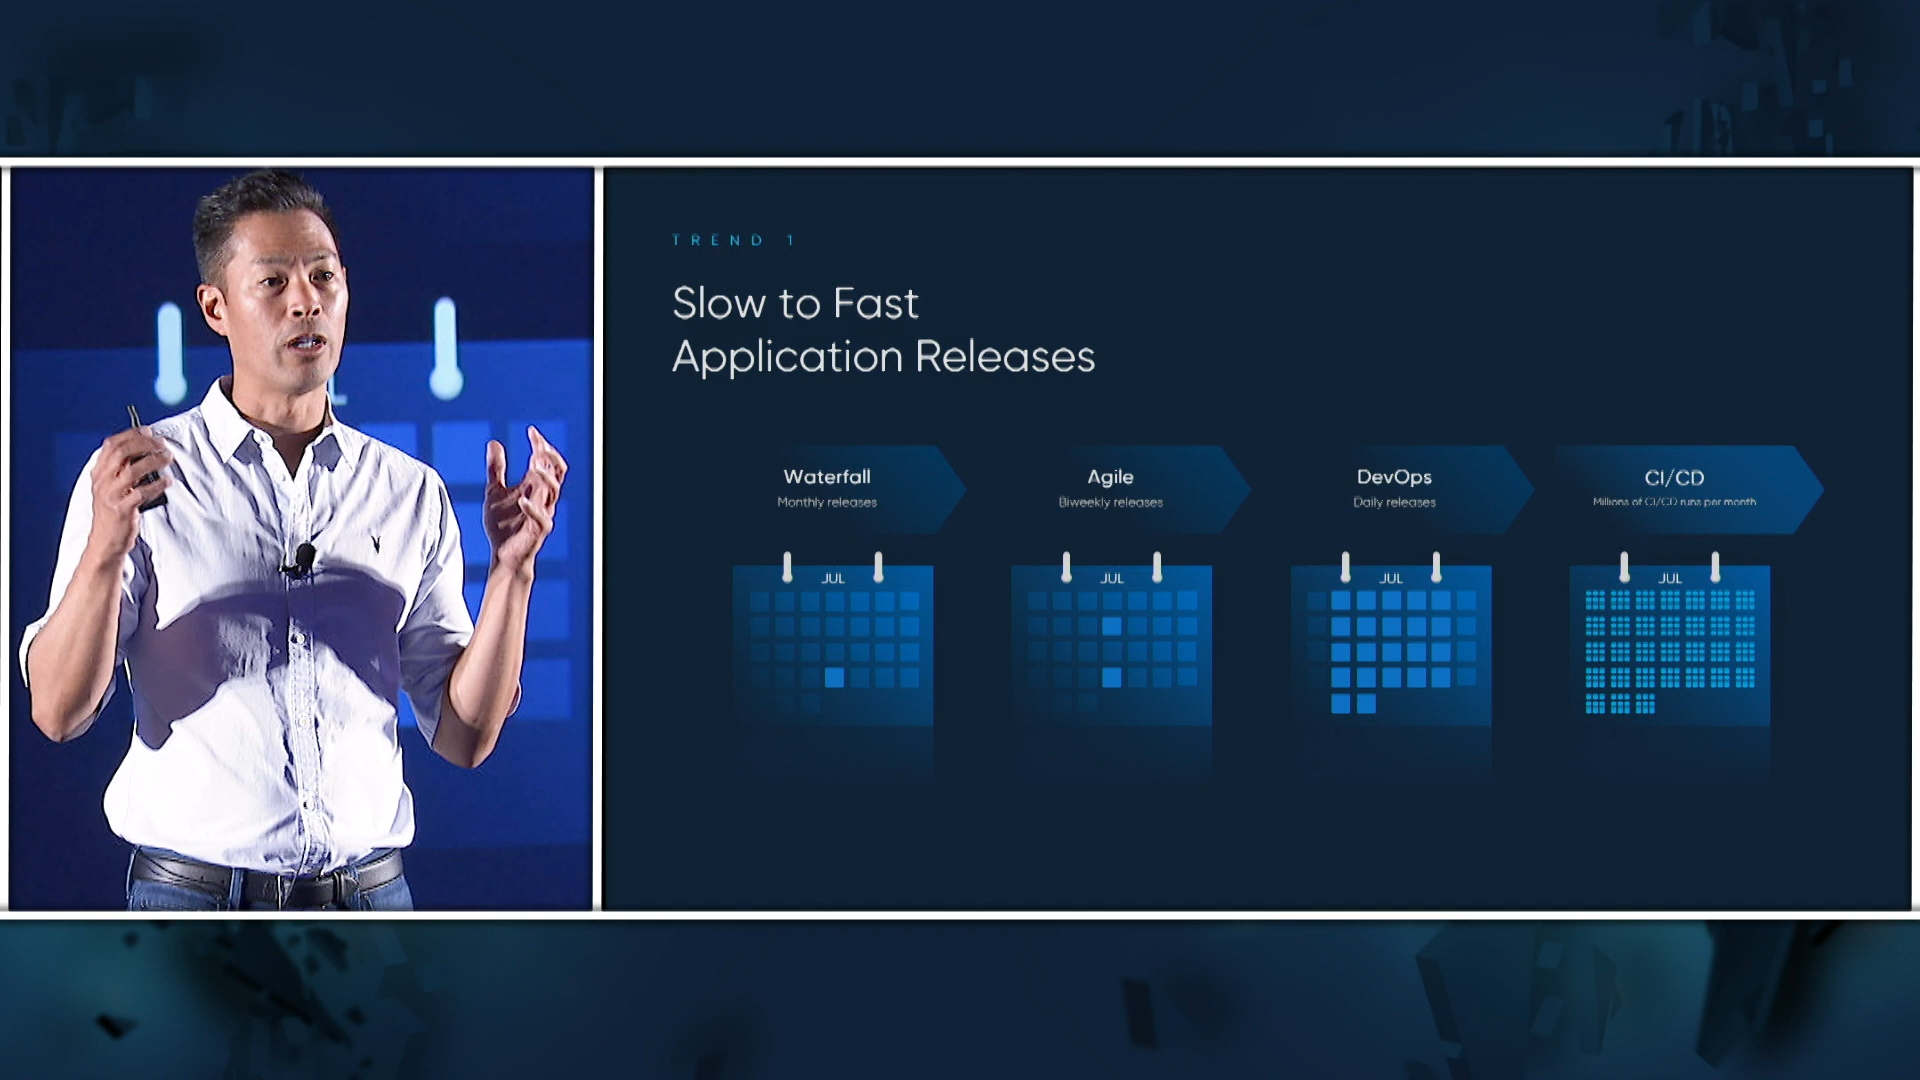 TREND 1
Slow to Fast
Application Releases
Waterfall
Monthly releases
Agile
Biweekly releases
DevOps
Daily releases
CI/CD
Millions of CI/CD runs per month
JUL
JUL
JUL
JUL